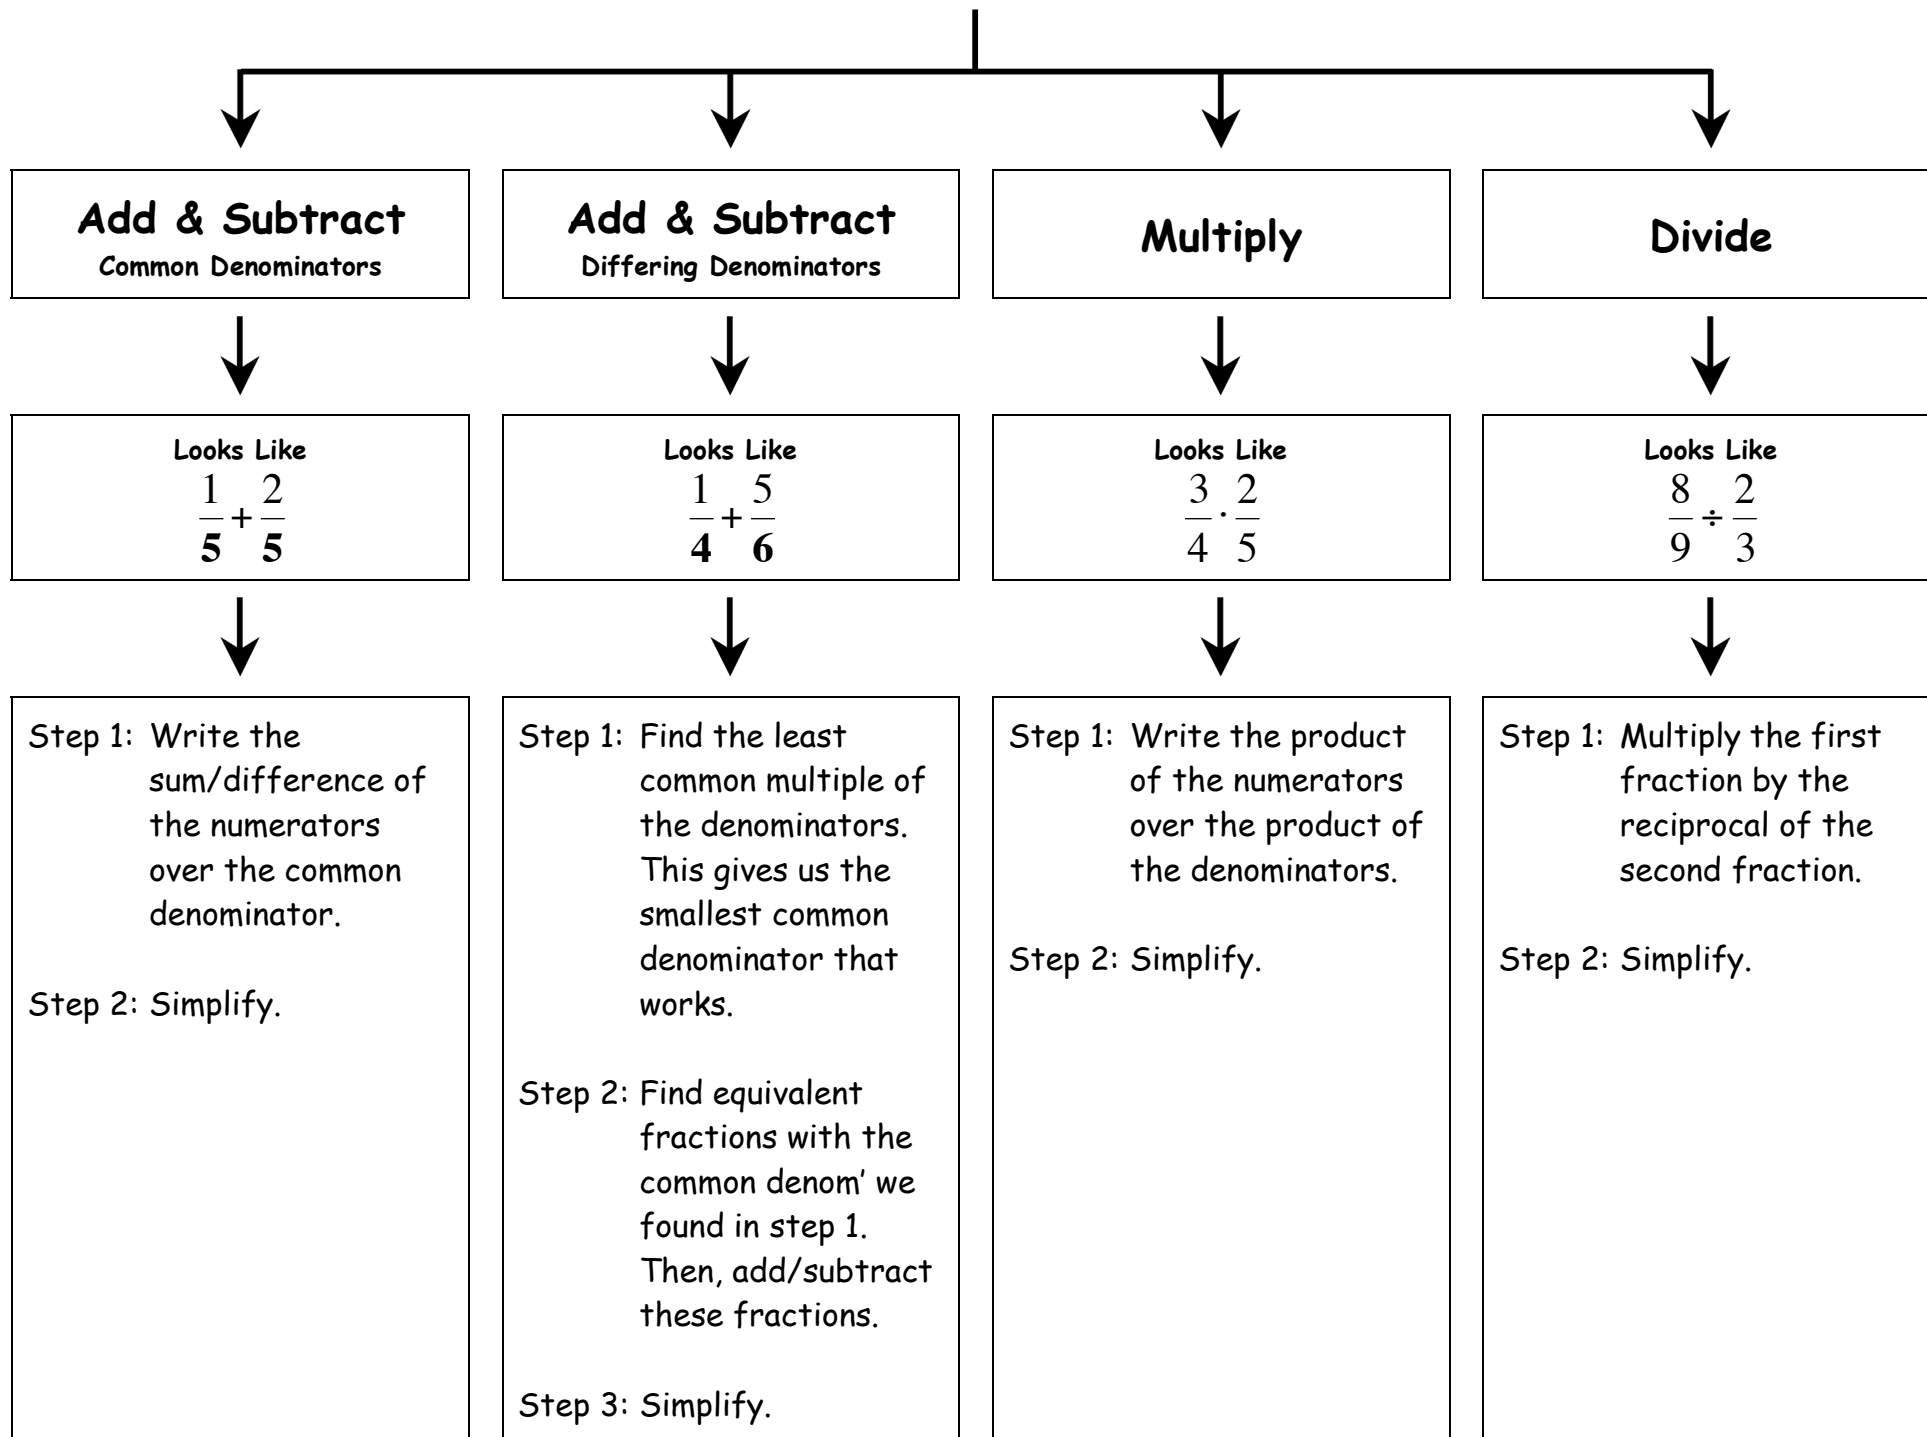 Add & Subtract
Common Denominators
Add & Subtract
Differing Denominators
Multiply
Divide
Looks Like
1/5 + 2/5
Looks Like
1/4 + 5/6
Looks Like
3/4 · 2/5
Looks Like
8/9 ÷ 2/3
Step 1: Write the
sum/difference of
the numerators
over the common
denominator.
Step 2: Simplify.
Step 1: Find the least
common multiple of
the denominators.
This gives us the
smallest common
denominator that
works.
Step 2: Find equivalent
fractions with the
common denom’ we
found in step 1.
Then, add/subtract
these fractions.
Step 3: Simplify.
Step 1: Write the product
of the numerators
over the product of
the denominators.
Step 2: Simplify.
Step 1: Multiply the first
fraction by the
reciprocal of the
second fraction.
Step 2: Simplify.